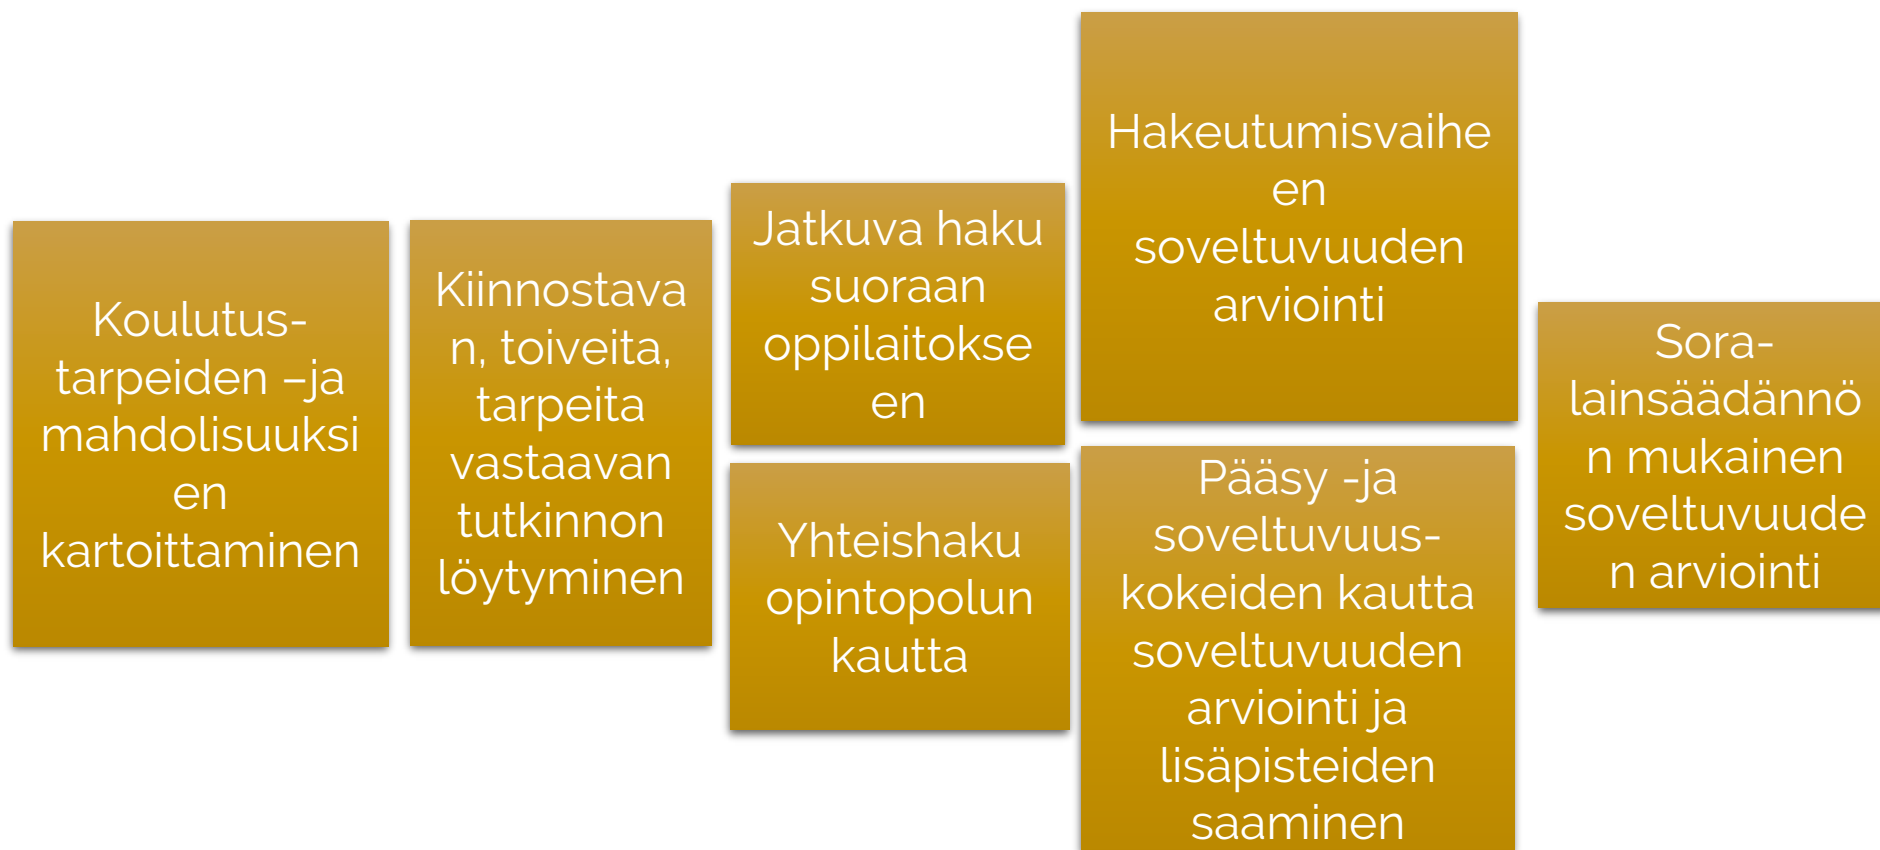 Koulutus-
tarpeiden –ja
mahdolisuuksi
en
kartoittaminen
Kiinnostava
n, toiveita,
tarpeita
vastaavan
tutkinnon
löytyminen
Jatkuva haku
suoraan
oppilaitokse
en
Yhteishaku
opintopolun
kautta
Hakeutumisvaihe
en
soveltuvuuden
arviointi
Pääsy -ja
soveltuvuus-
kokeiden kautta
soveltuvuuden
arviointi ja
lisäpisteiden
saaminen
Sora-
lainsäädännö
n mukainen
soveltuvuude
n arviointi